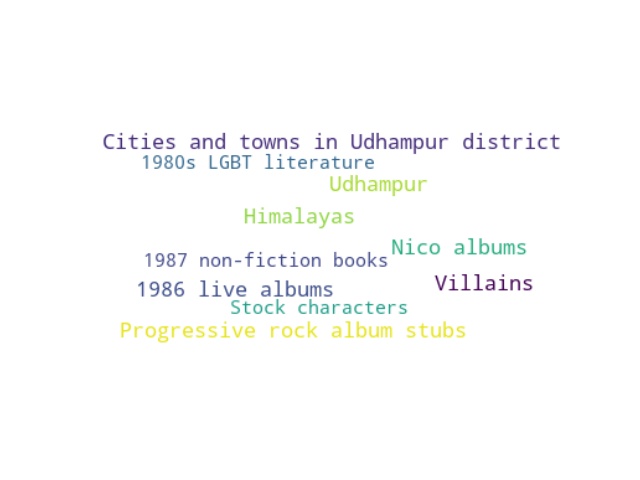 Cities and towns in Udhampur district
1980s LGBT literature
Udhampur
Himalayas
Nico albums
1987 non-fiction books
Villains
1986 live albums
Stock characters
Progressive rock album stubs